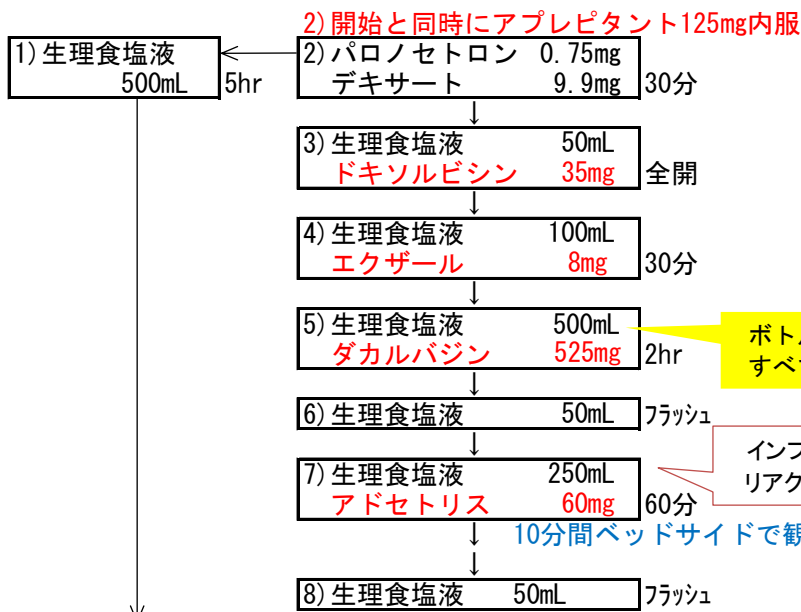 2)開始と同時にアプレピタント125mg内服
1)生理食塩液
500mL 5hr
2)パロノセトロン 0.75mg
デキサート 9.9mg 30分
↓
3)生理食塩液 50mL
ドキソルビシン 35mg 全開
↓
4)生理食塩液 100mL
エクザール 8mg 30分
↓
5)生理食塩液 500mL
ダカルバジン 525mg 2hr
ボトル
すべて
↓
6)生理食塩液 50mL フラッシュ
↓
7)生理食塩液 250mL
アドセトリス 60mg 60分
インフ
リアク
↓ 10分間ベッドサイドで観
↓
8)生理食塩液 50mL フラッシュ